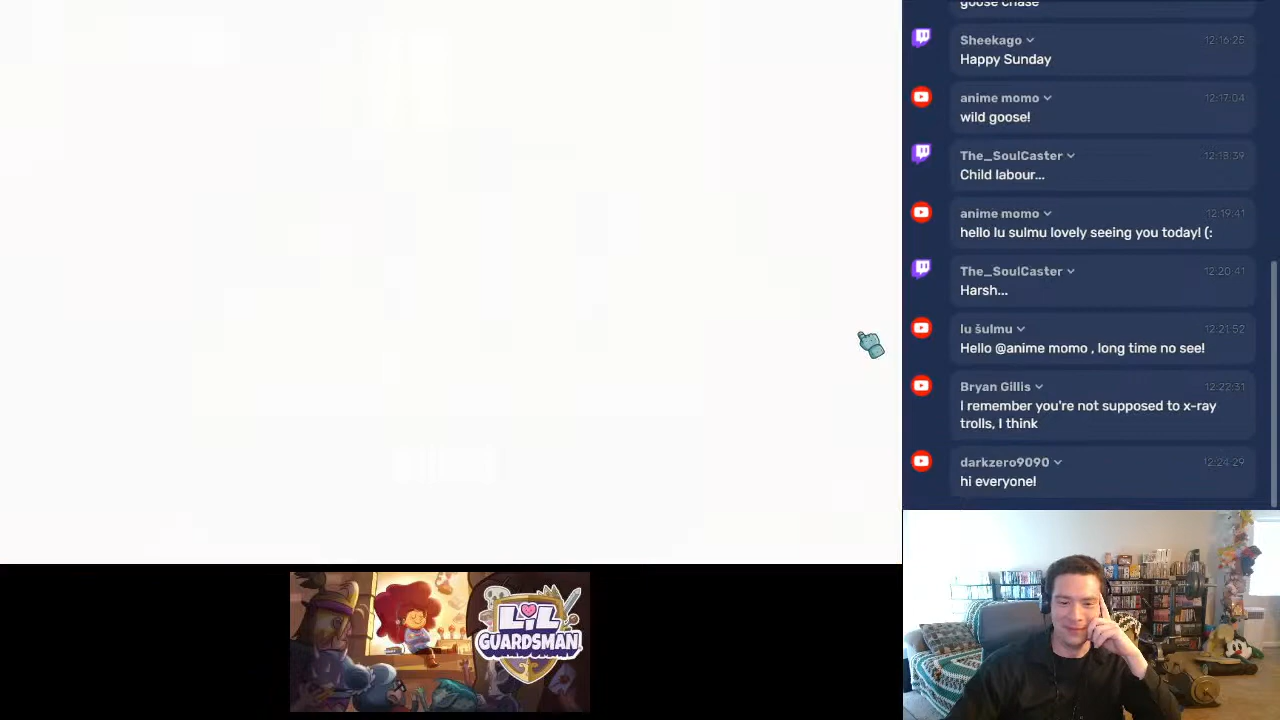 goose chase
Sheekago
12:16:25
Happy Sunday
anime momo
12:17:04
wild goose!
The_SoulCaster
12:18:39
Child labour...
anime momo
12:19:41
hello lu sulmu lovely seeing you today! (:
The_SoulCaster
12:20:41
Harsh...
lu šulmu
12:21:52
Hello @anime momo , long time no see!
Bryan Gillis
12:22:31
I remember you're not supposed to x-ray
trolls, I think
darkzero9090
12:24:29
hi everyone!
LiL
GUARDSMAN